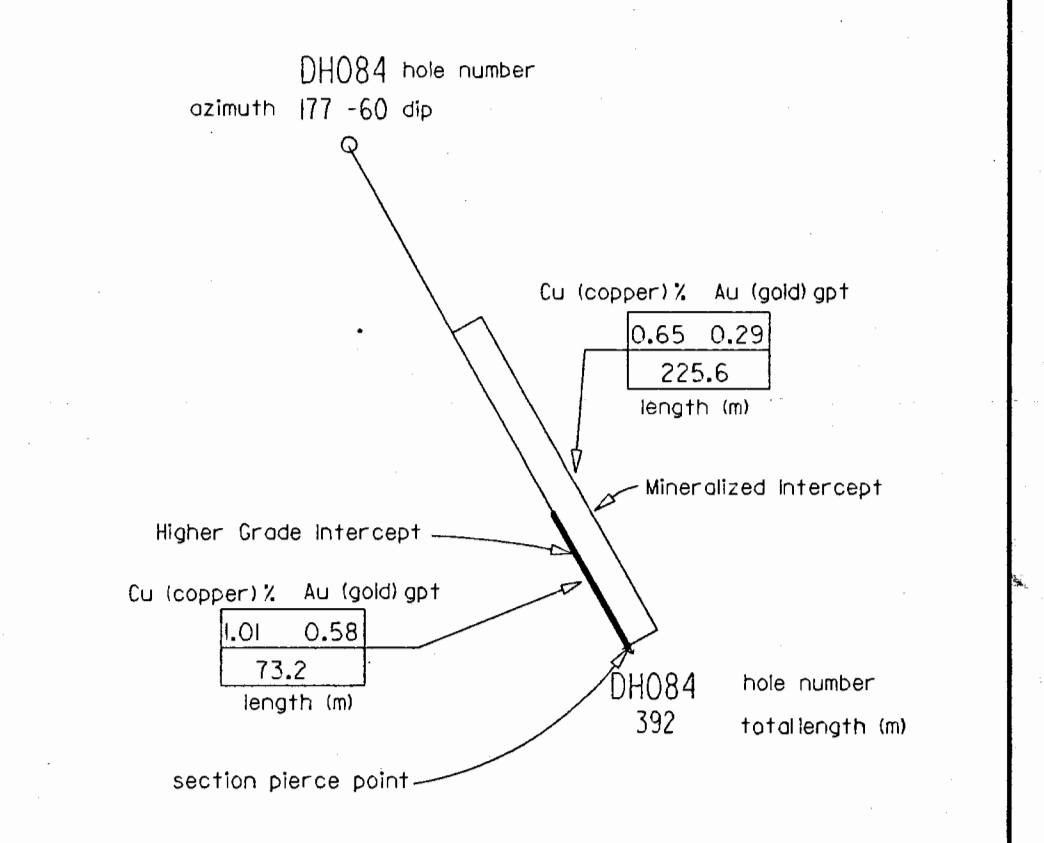 DH084 hole number
azimuth 177 -60 dip
Cu (copper) % Au (gold) gpt
0.65 0.29
225.6
length (m)
Mineralized Intercept
Higher Grade Intercept
Cu (copper) % Au (gold) gpt
1.01 0.58
73.2
length (m)
DH084 hole number
392 total length (m)
section pierce point